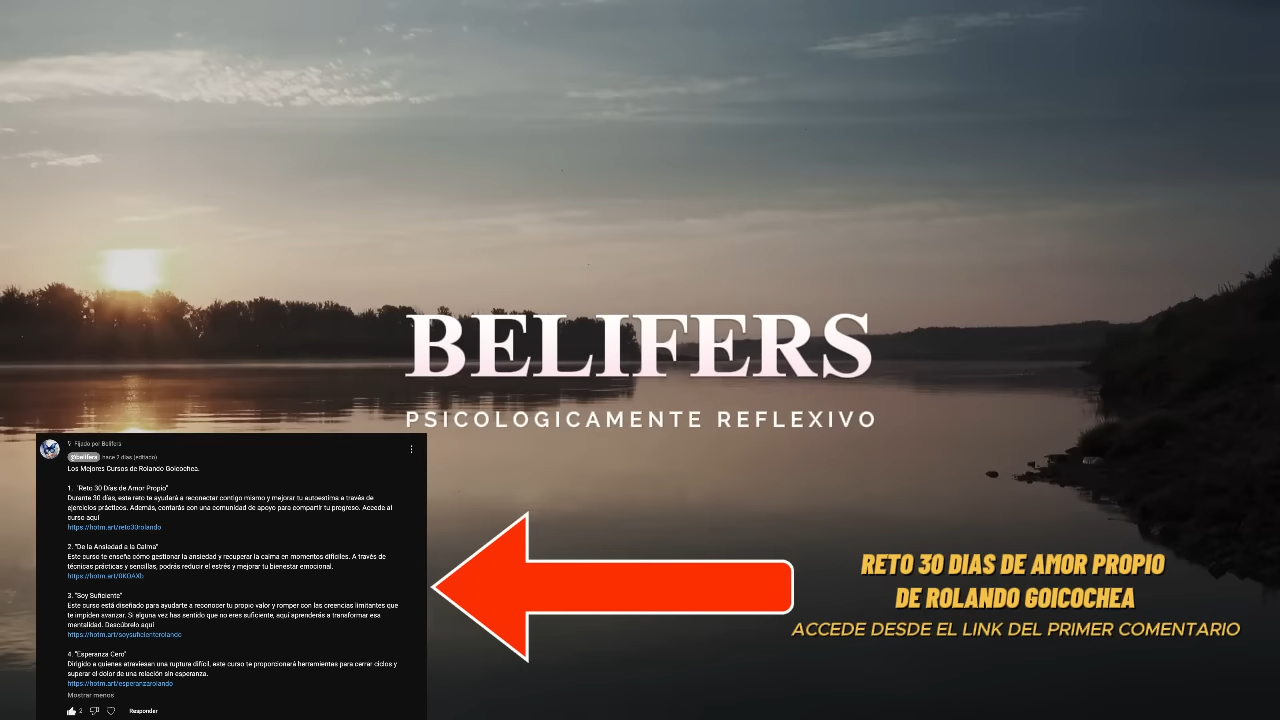 BELIFERS
PSICOLOGICAMENTE REFLEXIVO
Fijado por Belifers
@belifers hace 2 días (editado)
Los Mejores Cursos de Rolando Goicochea.
1. "Reto 30 Días de Amor Propio"
Durante 30 días, este reto te ayudará a reconectar contigo mismo y mejorar tu autoestima a través de
ejercicios prácticos. Además, contarás con una comunidad de apoyo para compartir tu progreso. Accede al
curso aquí
https://hotm.art/reto30rolando
2. "De la Ansiedad a la Calma"
Este curso te enseña cómo gestionar la ansiedad y recuperar la calma en momentos difíciles. A través de
técnicas prácticas y sencillas, podrás reducir el estrés y mejorar tu bienestar emocional.
https://hotm.art/0KOAXb
3. "Soy Suficiente"
Este curso está diseñado para ayudarte a reconocer tu propio valor y romper con las creencias limitantes que
te impiden avanzar. Si alguna vez has sentido que no eres suficiente, aquí aprenderás a transformar esa
mentalidad. Descúbrelo aquí
https://hotm.art/soysuficienterolando
4. "Esperanza Cero"
Dirigido a quienes atraviesan una ruptura difícil, este curso te proporcionará herramientas para cerrar ciclos y
superar el dolor de una relación sin esperanza.
https://hotm.art/esperanzarolando
Mostrar menos
2 Responder
RETO 30 DIAS DE AMOR PROPIO
DE ROLANDO GOICOCHEA
ACCEDE DESDE EL LINK DEL PRIMER COMENTARIO